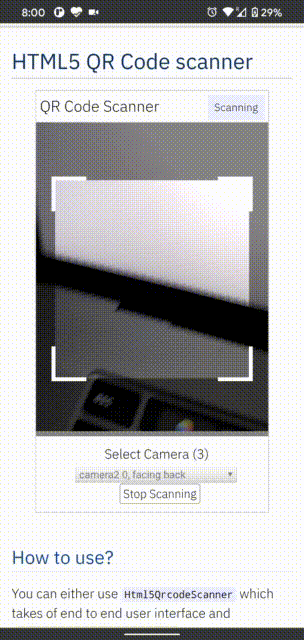 8:00
29%
HTML5 QR Code scanner
QR Code Scanner
Scanning
Select Camera (3)
camera2 0, facing back
Stop Scanning
How to use?
You can either use Html5QrcodeScanner which
takes of end to end user interface and